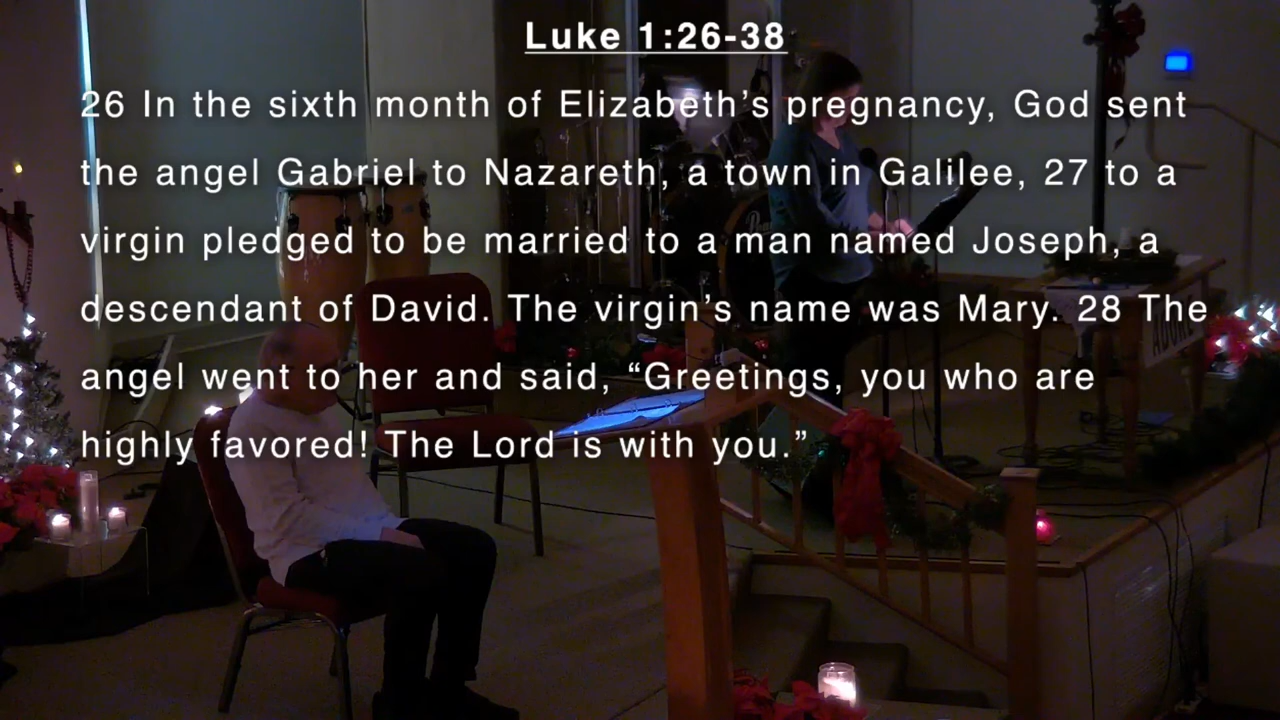 Luke 1:26-38
26 In the sixth month of Elizabeth’s pregnancy, God sent
the angel Gabriel to Nazareth, a town in Galilee, 27 to a
virgin pledged to be married to a man named Joseph, a
descendant of David. The virgin’s name was Mary. 28 The
angel went to her and said, “Greetings, you who are
highly favored! The Lord is with you.”